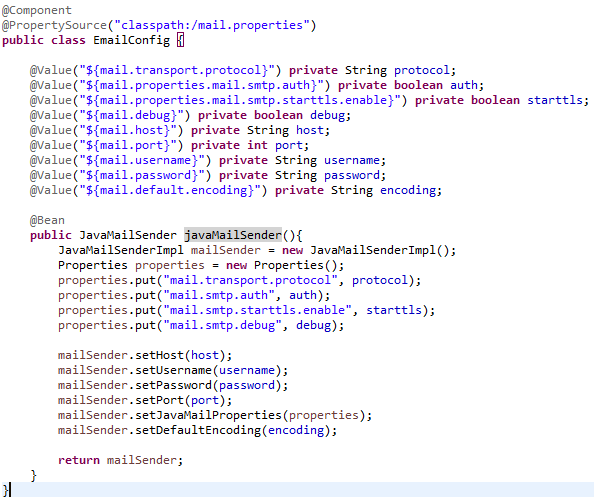 @Component
@PropertySource("classpath:/mail.properties")
public class EmailConfig {
@Value("${mail.transport.protocol}") private String protocol;
@Value("${mail.properties.mail.smtp.auth}") private boolean auth;
@Value("${mail.properties.mail.smtp.starttls.enable}") private boolean starttls;
@Value("${mail.debug}") private boolean debug;
@Value("${mail.host}") private String host;
@Value("${mail.port}") private int port;
@Value("${mail.username}") private String username;
@Value("${mail.password}") private String password;
@Value("${mail.default.encoding}") private String encoding;
@Bean
public JavaMailSender javaMailSender(){
JavaMailSenderImpl mailSender = new JavaMailSenderImpl();
Properties properties = new Properties();
properties.put("mail.transport.protocol", protocol);
properties.put("mail.smtp.auth", auth);
properties.put("mail.smtp.starttls.enable", starttls);
properties.put("mail.smtp.debug", debug);
mailSender.setHost(host);
mailSender.setUsername(username);
mailSender.setPassword(password);
mailSender.setPort(port);
mailSender.setJavaMailProperties(properties);
mailSender.setDefaultEncoding(encoding);
return mailSender;
}
}